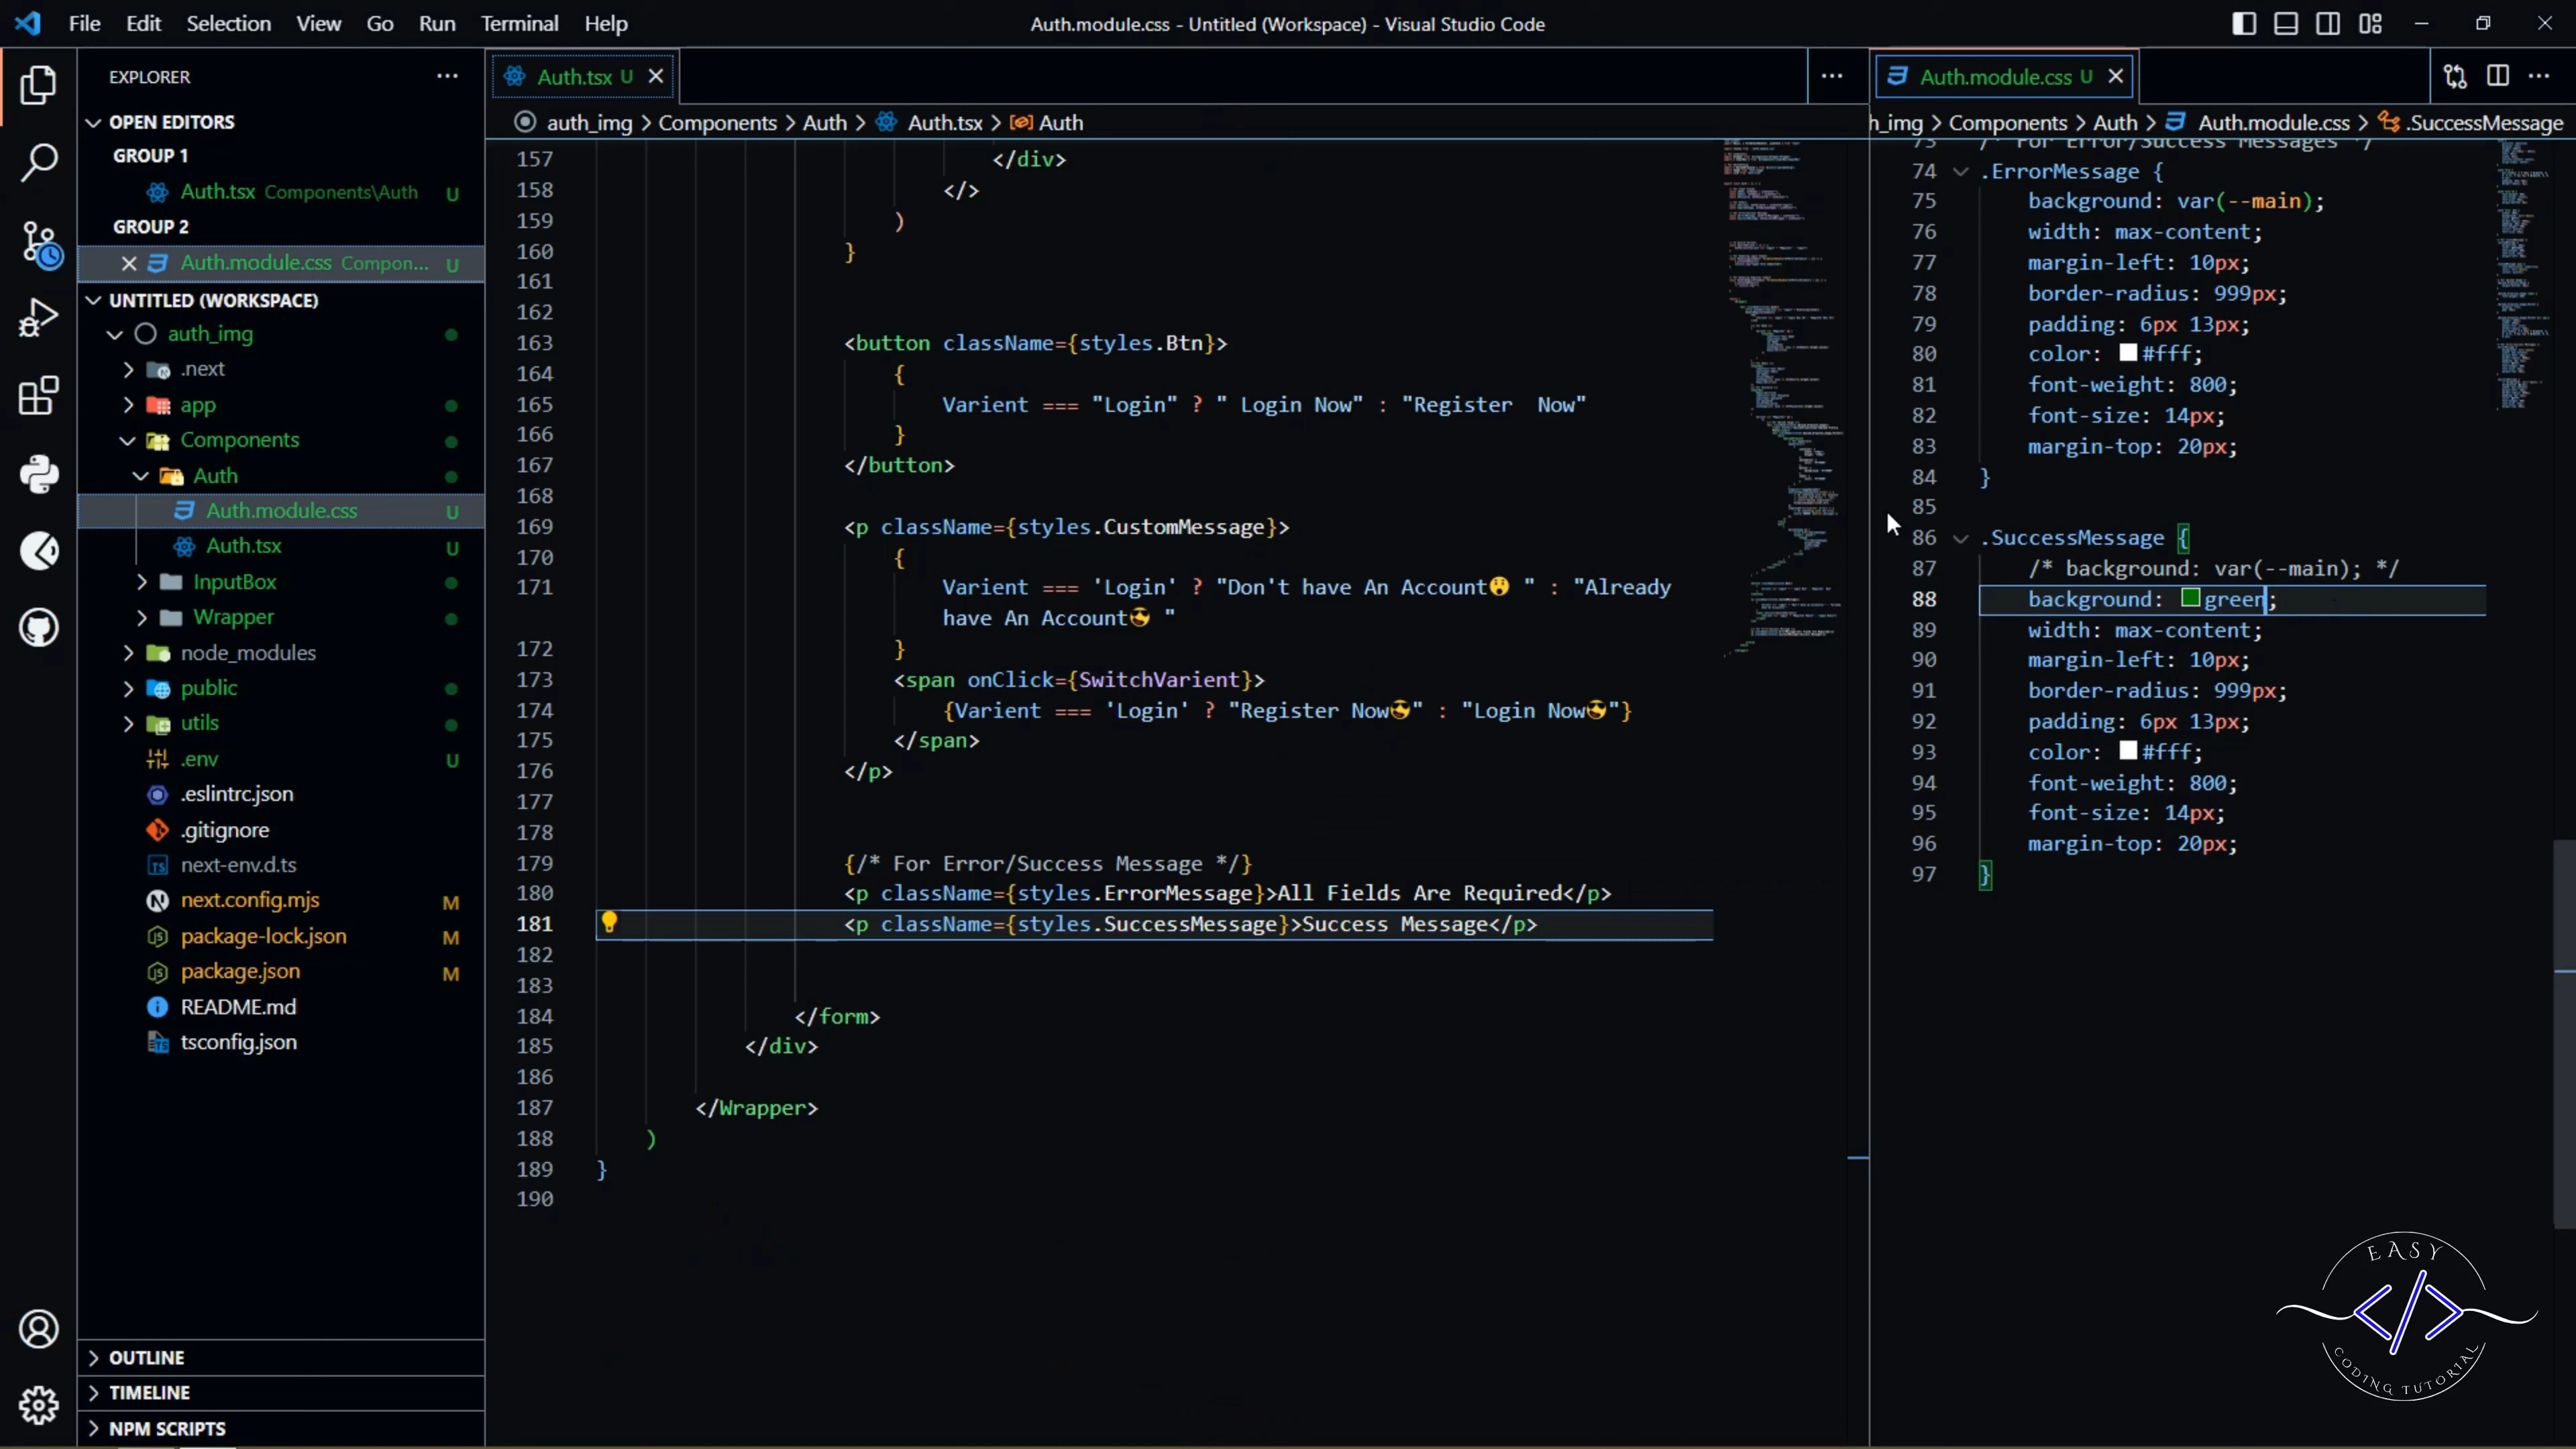 File Edit Selection View Go Run Terminal Help
Auth.module.css - Untitled (Workspace) - Visual Studio Code
EXPLORER
OPEN EDITORS
GROUP 1
Auth.tsx Components\Auth U
GROUP 2
Auth.module.css Compon... U
UNTITLED (WORKSPACE)
auth_img
.next
app
Components
Auth
Auth.module.css U
Auth.tsx U
InputBox
Wrapper
node_modules
public
utils
.env U
.eslintrc.json
.gitignore
next-env.d.ts
next.config.mjs M
package-lock.json M
package.json M
README.md
tsconfig.json
OUTLINE
TIMELINE
NPM SCRIPTS
Auth.tsx U
auth_img > Components > Auth > Auth.tsx > Auth
157 </div>
158 </>
159 )
160 }
161
162
163 <button className={styles.Btn}>
164 {
165 Varient === "Login" ? " Login Now" : "Register  Now"
166 }
167 </button>
168
169 <p className={styles.CustomMessage}>
170 {
171 Varient === 'Login' ? "Don't have An Account😲 " : "Already
have An Account😎 "
172 }
173 <span onClick={SwitchVarient}>
174 {Varient === 'Login' ? "Register Now😎" : "Login Now😎"}
175 </span>
176 </p>
177
178
179 {/* For Error/Success Message */}
180 <p className={styles.ErrorMessage}>All Fields Are Required</p>
181 <p className={styles.SuccessMessage}>Success Message</p>
182
183
184 </form>
185 </div>
186
187 </Wrapper>
188 )
189 }
190
Auth.module.css U
h_img > Components > Auth > Auth.module.css > .SuccessMessage
73 /* For Error/Success Messages */
74 .ErrorMessage {
75 background: var(--main);
76 width: max-content;
77 margin-left: 10px;
78 border-radius: 999px;
79 padding: 6px 13px;
80 color: #fff;
81 font-weight: 800;
82 font-size: 14px;
83 margin-top: 20px;
84 }
85
86 .SuccessMessage {
87 /* background: var(--main); */
88 background: green;
89 width: max-content;
90 margin-left: 10px;
91 border-radius: 999px;
92 padding: 6px 13px;
93 color: #fff;
94 font-weight: 800;
95 font-size: 14px;
96 margin-top: 20px;
97 }
EASY
</>
CODING TUTORIAL